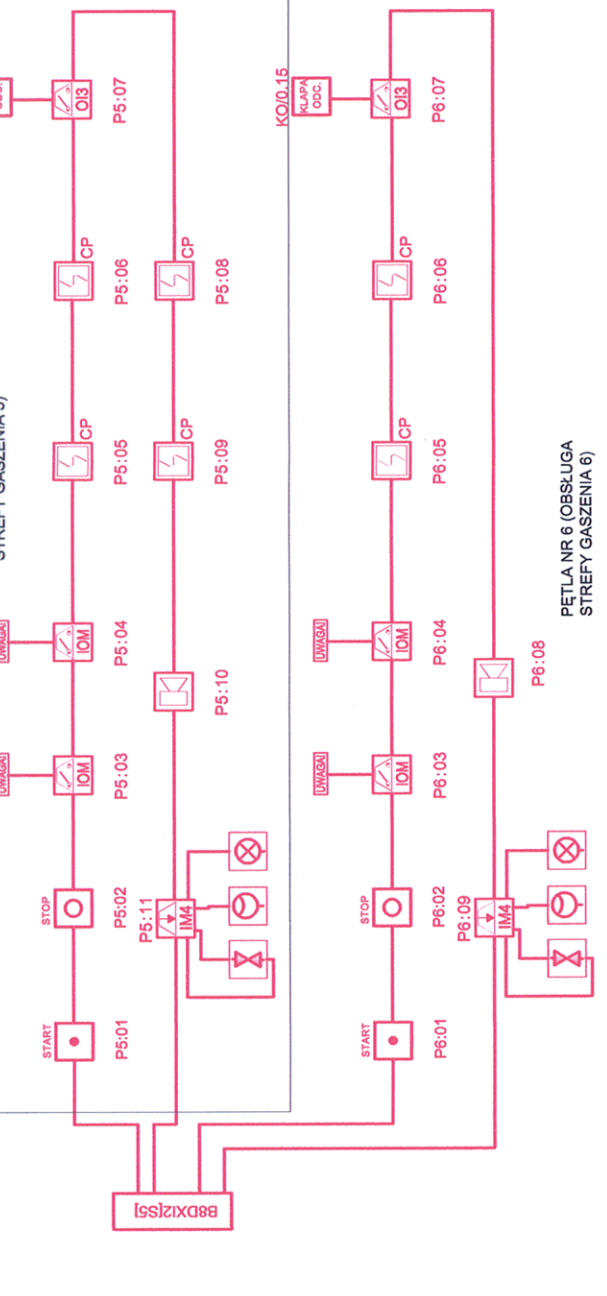 STREFY GASZENIA 5)
UWAGA!
UWAGA!
START
STOP
IOM
IOM
CP
CP
OI3
P5:01
P5:02
P5:03
P5:04
P5:05
P5:06
P5:07
P5:11
IM4
CP
CP
P5:10
P5:09
P5:08
KO/0.15
KLAPA
ODC.
UWAGA!
UWAGA!
START
STOP
IOM
IOM
CP
CP
OI3
P6:01
P6:02
P6:03
P6:04
P6:05
P6:06
P6:07
P6:09
IM4
P6:08
B8DXI2[S5]
PĘTLA NR 6 (OBSŁUGA
STREFY GASZENIA 6)